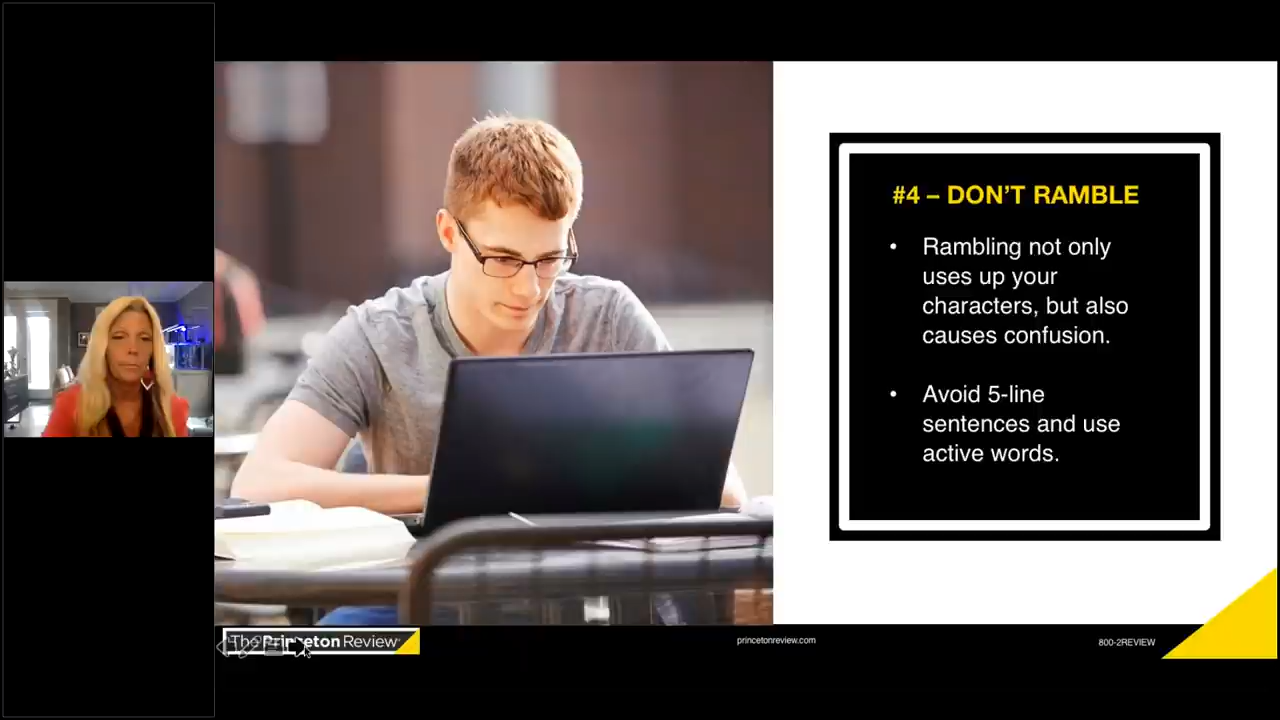 #4 – DON'T RAMBLE
• Rambling not only
uses up your
characters, but also
causes confusion.
• Avoid 5-line
sentences and use
active words.
The Princeton Review
princetonreview.com
800-2REVIEW